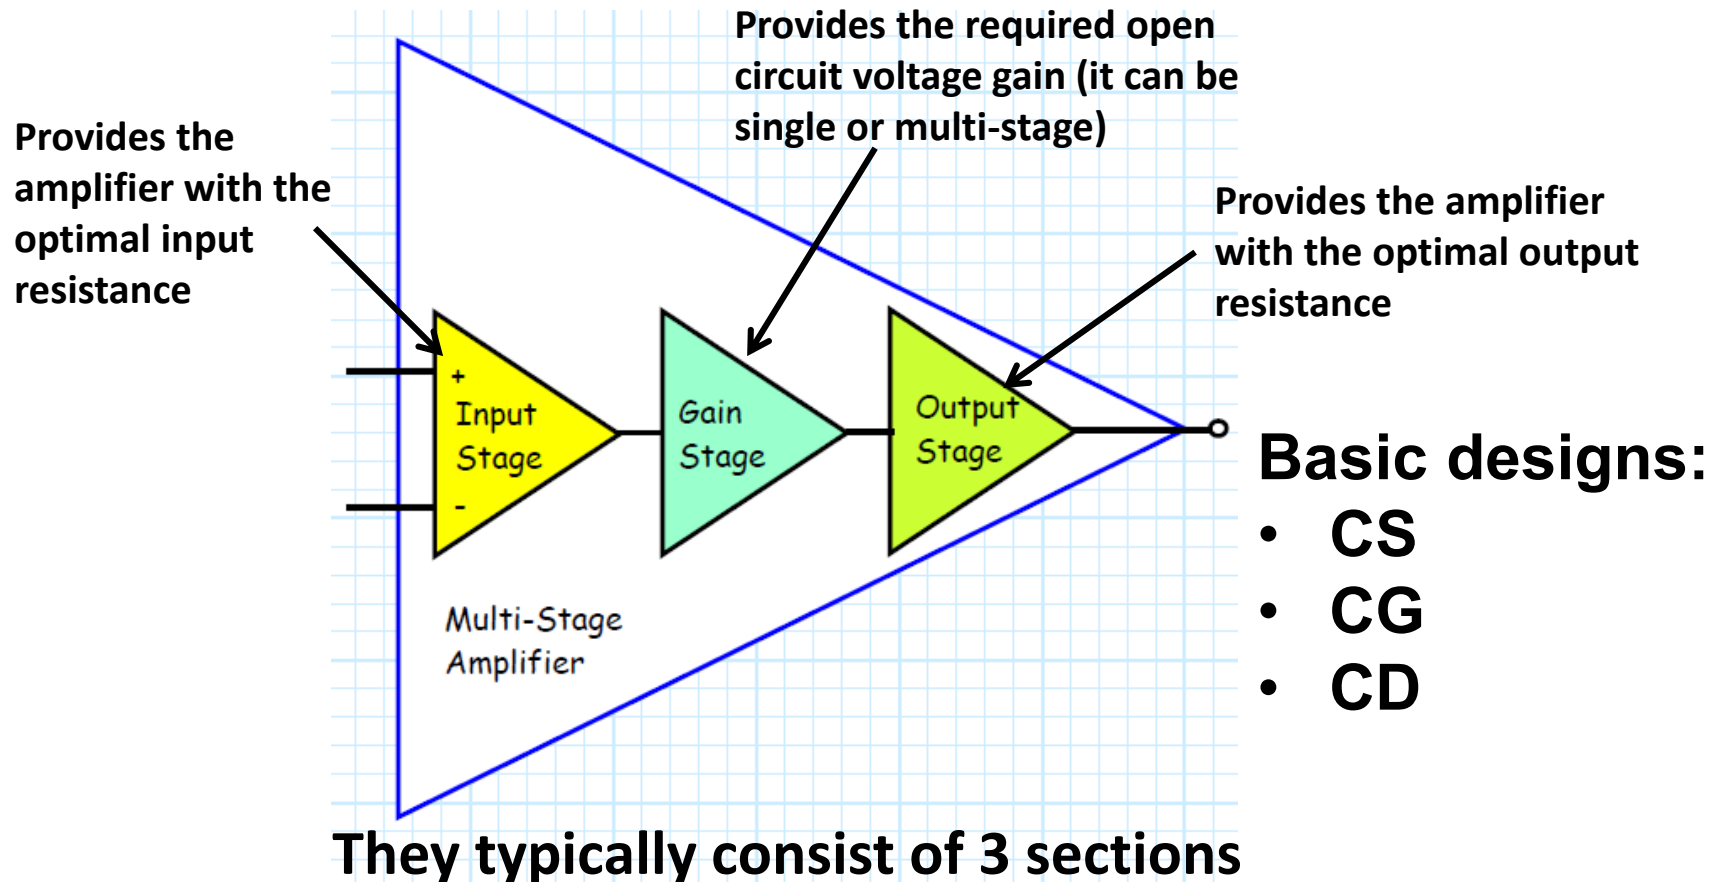 Provides the
amplifier with the
optimal input
resistance
Provides the required open
circuit voltage gain (it can be
single or multi-stage)
Provides the amplifier
with the optimal output
resistance
+
Input
Stage
-
Gain
Stage
Output
Stage
Multi-Stage
Amplifier
Basic designs:
• CS
• CG
• CD
They typically consist of 3 sections